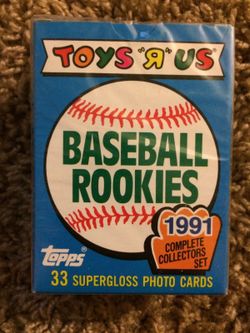 TOYS "Я" US
BASEBALL
ROOKIES
1991
COMPLETE
COLLECTORS
SET
Topps
33 SUPERGLOSS PHOTO CARDS